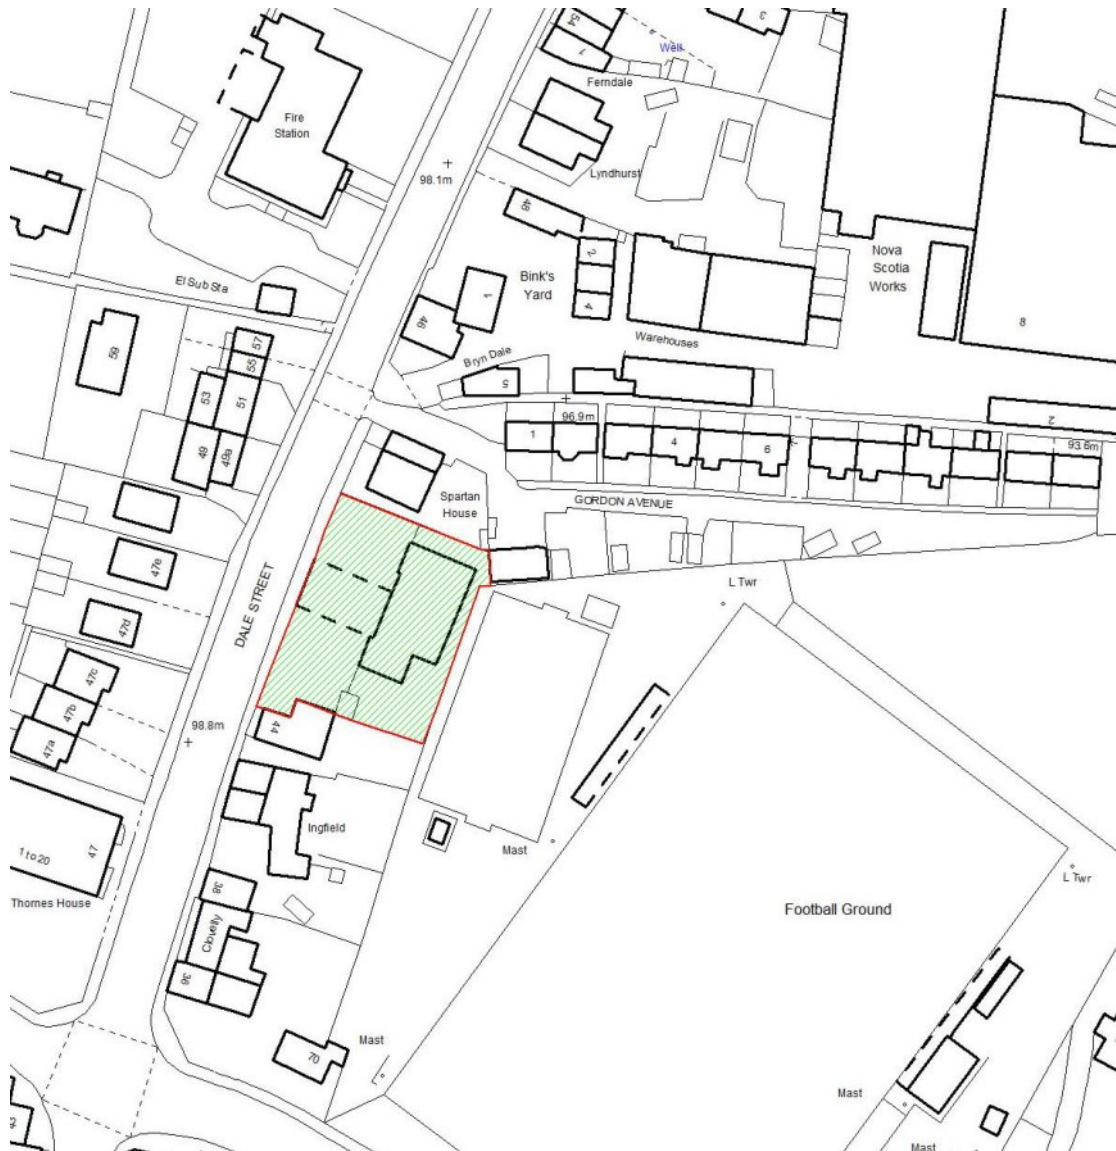 54
7
Well
3
Ferndale
Fire
Station
Lyndhurst
98.1m
48
2
4
Bink's
Yard
Nova
Scotia
Works
El Sub Sta
1
46
8
Warehouses
59
57
55
53
51
49
49a
Bryn Dale
5
96.9m
2
1
4
6
93.6m
Spartan
House
GORDON AVENUE
47e
L Twr
DALE STREET
47d
47c
47b
47a
98.8m
44
Ingfield
Mast
1 to 20
47
Thornes House
L Twr
Football Ground
38
Clovelly
36
Mast
70
Mast
Mast